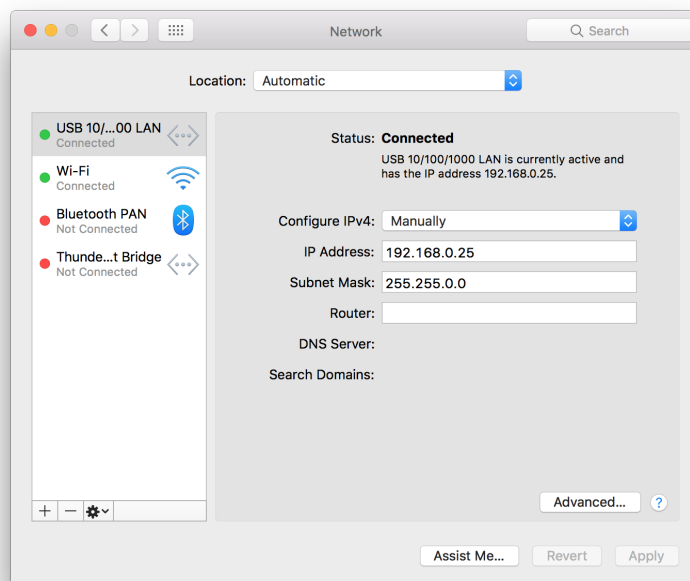 Network
Search
Location: Automatic
USB 10/...00 LAN
Connected
Wi-Fi
Connected
Bluetooth PAN
Not Connected
Thunde...t Bridge
Not Connected
Status: Connected
USB 10/100/1000 LAN is currently active and
has the IP address 192.168.0.25.
Configure IPv4: Manually
IP Address: 192.168.0.25
Subnet Mask: 255.255.0.0
Router:
DNS Server:
Search Domains:
Advanced... ?
Assist Me... Revert Apply